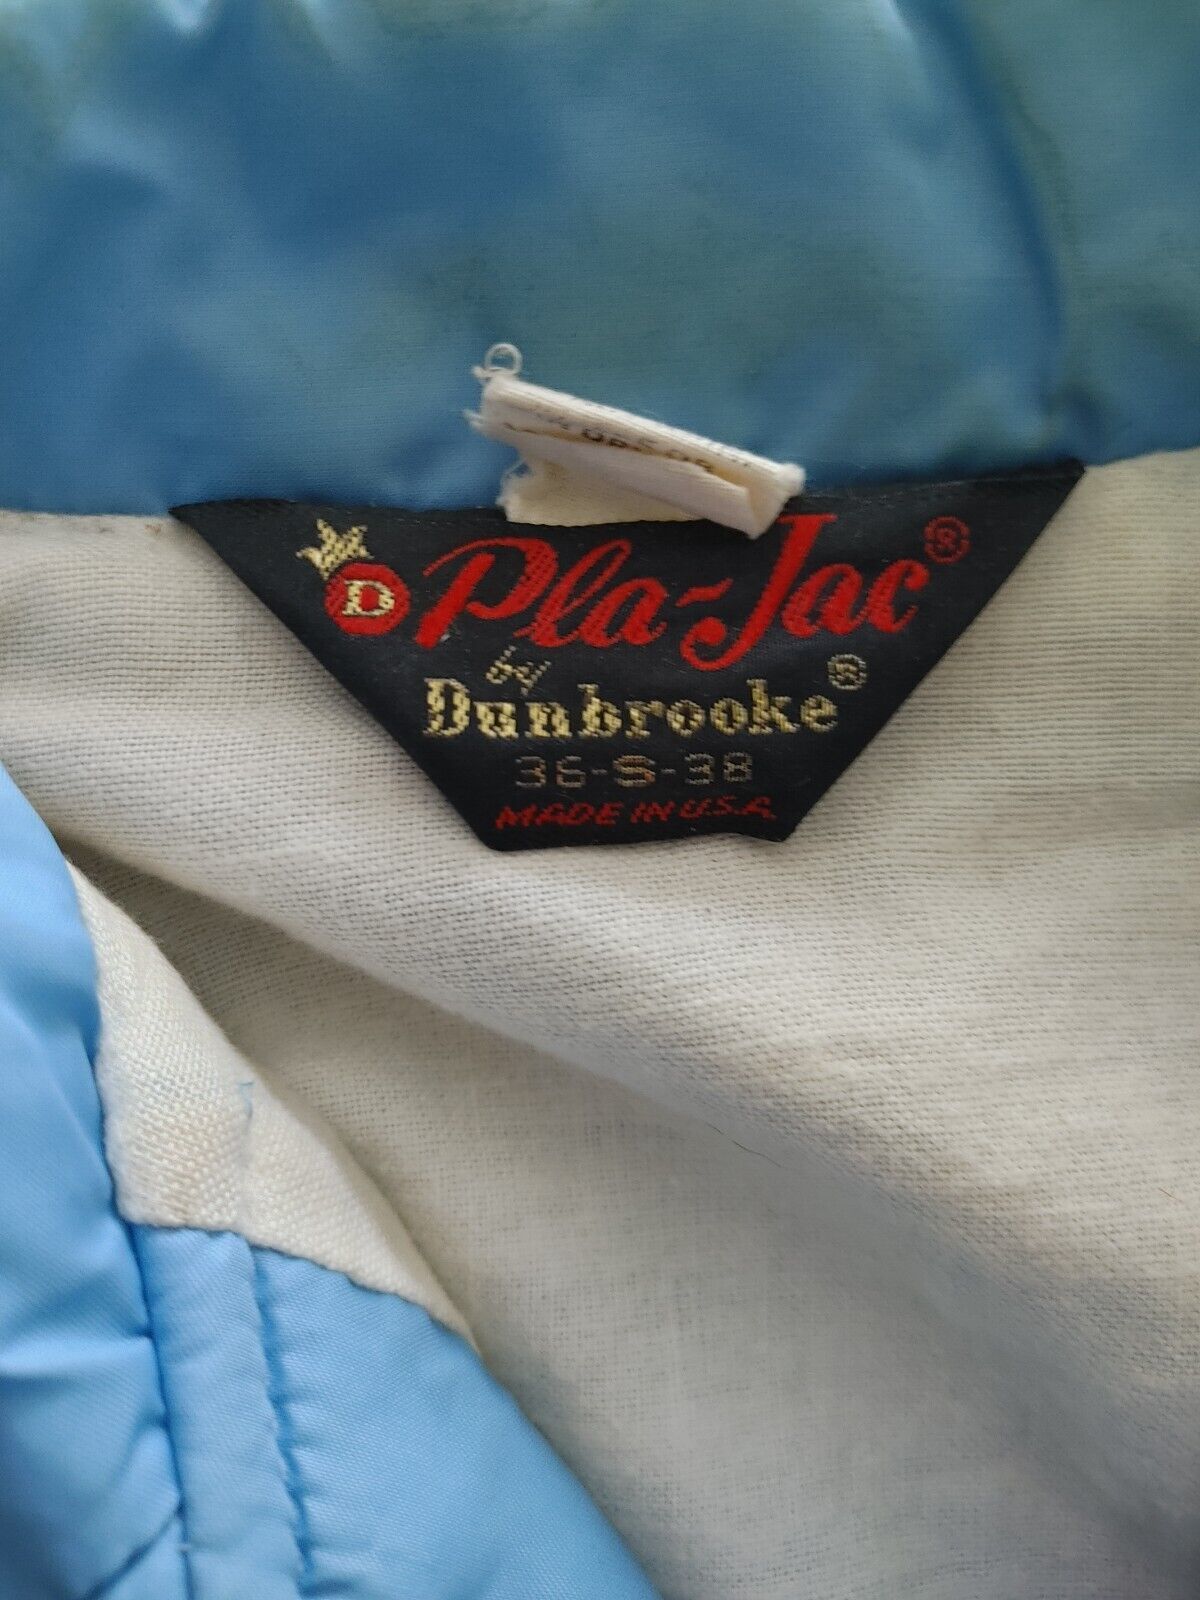 D Pla-Jac®
by
Dunbrooke®
36-S-38
MADE IN U.S.A.